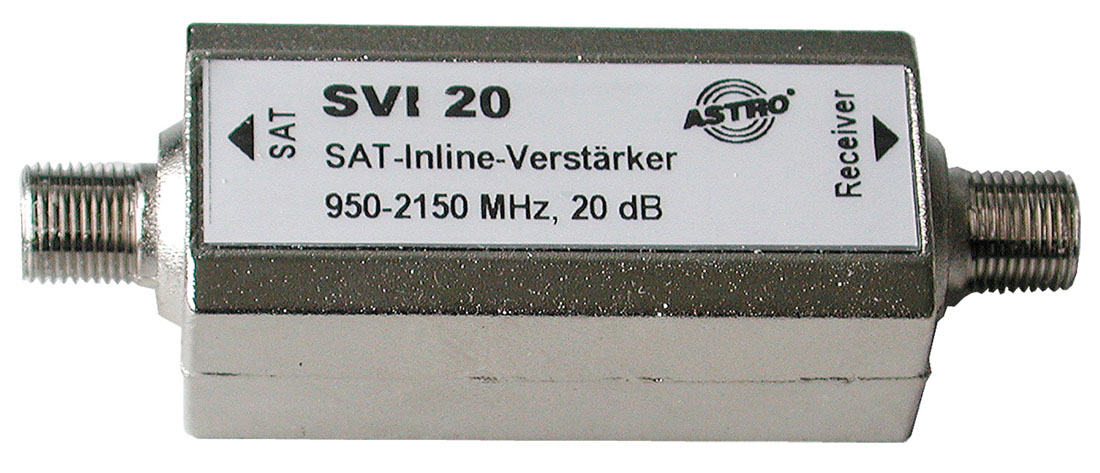 SAT
SVI 20
SAT-Inline-Verstärker
950-2150 MHz, 20 dB
ASTRO
Receiver